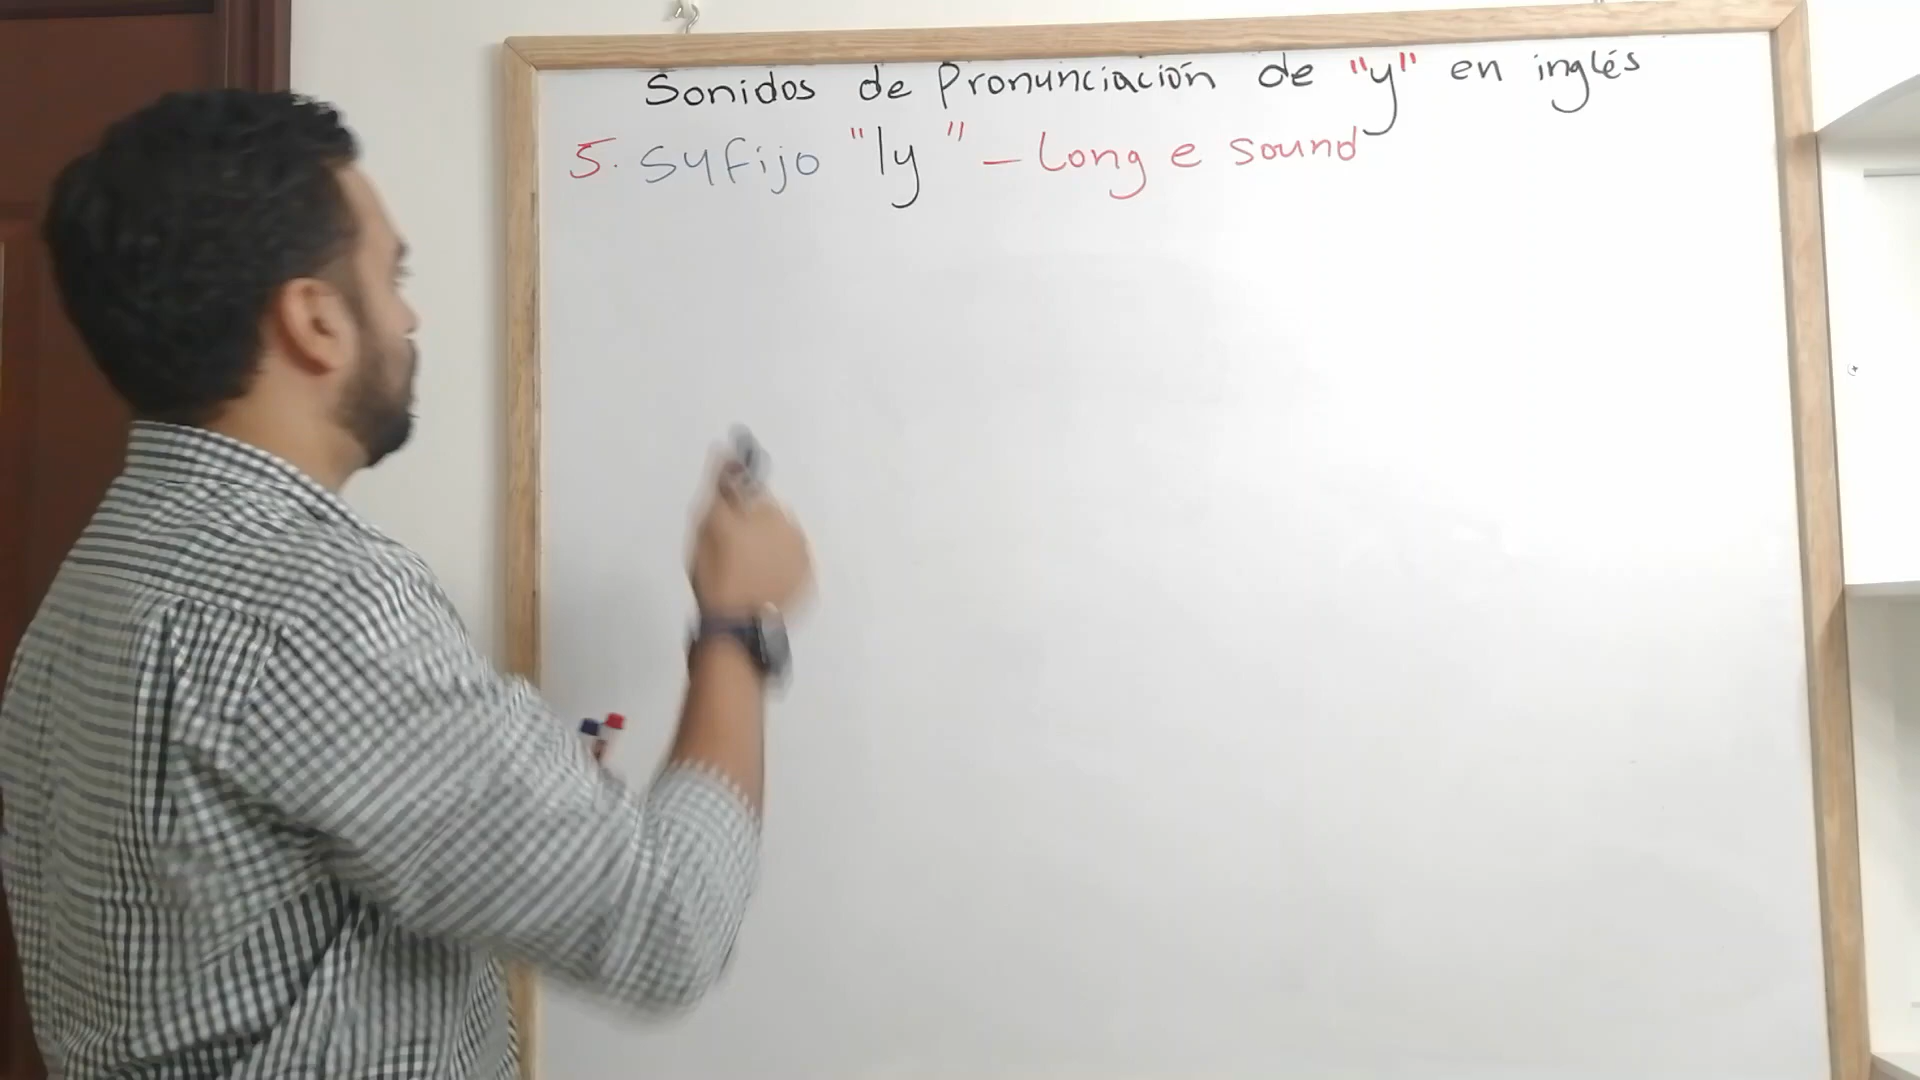 Sonidos de Pronunciación de "y" en inglés
5. Sufijo "ly" - Long e sound